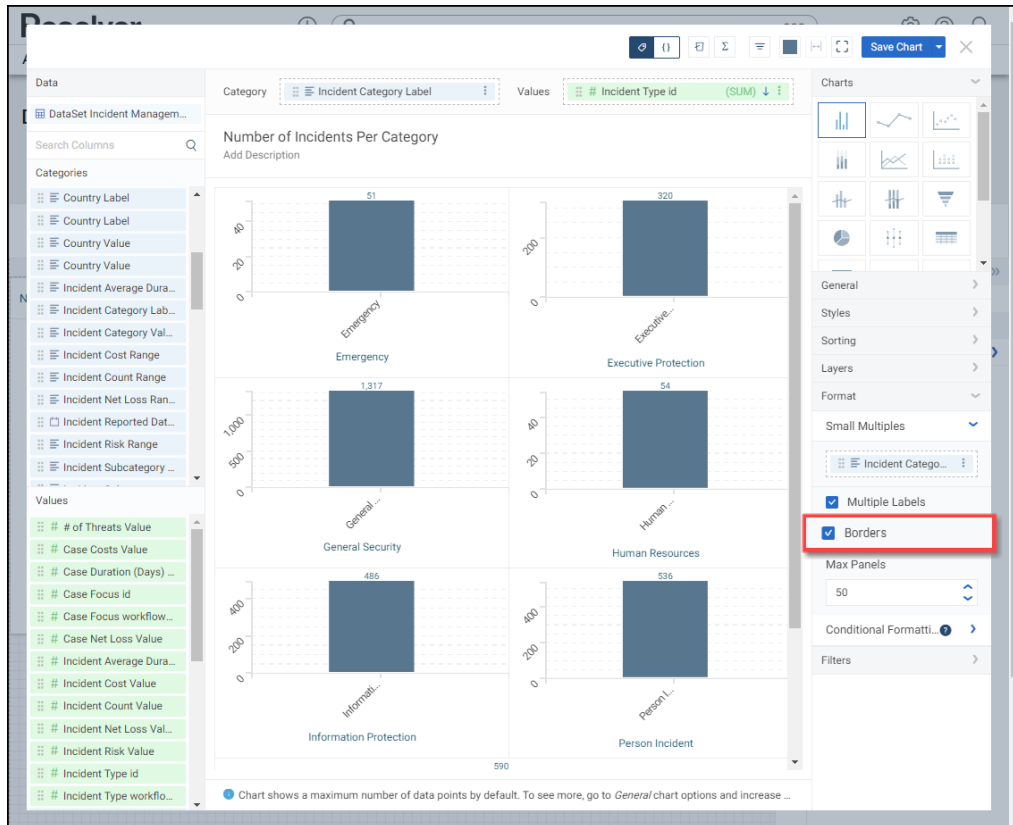 Resolver
Save Chart
Data
DataSet Incident Managem...
Search Columns
Categories
Country Label
Country Label
Country Value
Country Value
Incident Average Dura...
Incident Category Lab...
Incident Category Val...
Incident Cost Range
Incident Count Range
Incident Net Loss Ran...
Incident Reported Dat...
Incident Risk Range
Incident Subcategory ...
Values
# # of Threats Value
# Case Costs Value
# Case Duration (Days) ...
# Case Focus id
# Case Focus workflow...
# Case Net Loss Value
# Incident Average Dura...
# Incident Cost Value
# Incident Count Value
# Incident Net Loss Val...
# Incident Risk Value
# Incident Type id
# Incident Type workflo...
Category Incident Category Label Values # Incident Type id (SUM)
Number of Incidents Per Category
Add Description
51
40
20
0
Emergency
Emergency
320
200
0
Executive...
Executive Protection
1,317
1,000
500
0
General ...
General Security
54
40
20
0
Human ...
Human Resources
486
400
200
0
Informati...
Information Protection
536
400
200
0
Person I...
Person Incident
590
Chart shows a maximum number of data points by default. To see more, go to General chart options and increase ...
Charts
General
Styles
Sorting
Layers
Format
Small Multiples
Incident Catego...
Multiple Labels
Borders
Max Panels
50
Conditional Formatti... ?
Filters